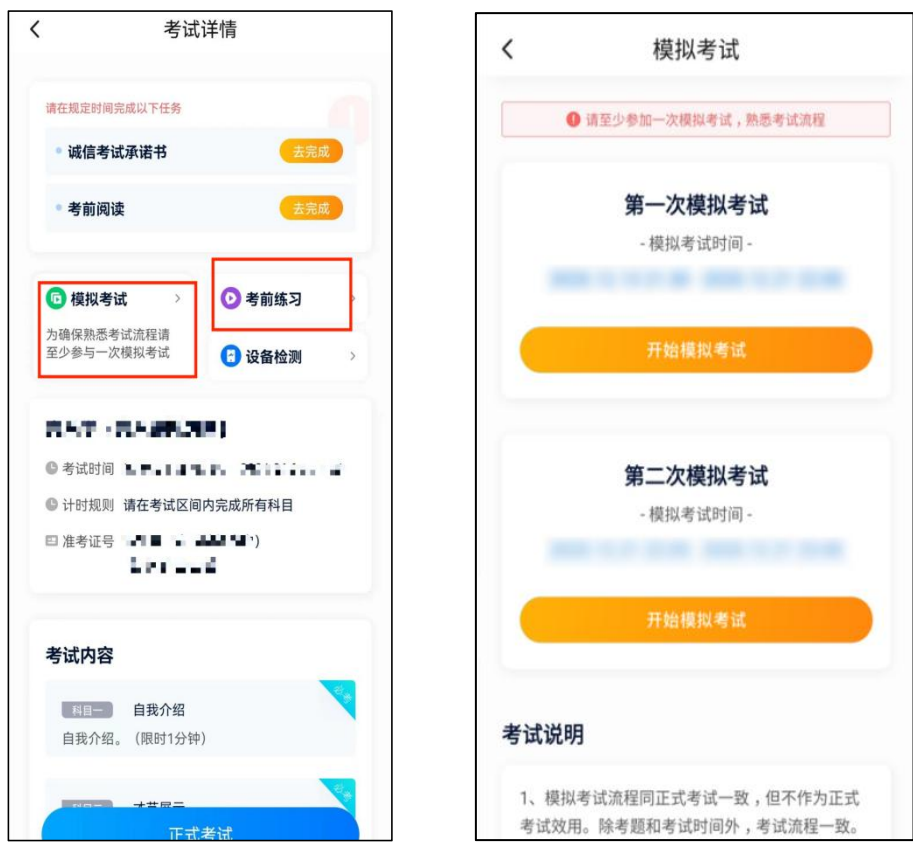 考试详情
请在规定时间完成以下任务
诚信考试承诺书
去完成
考前阅读
去完成
模拟考试
为确保熟悉考试流程请
至少参与一次模拟考试
考前练习
设备检测
考试时间
计时规则 请在考试区间内完成所有科目
准考证号
考试内容
科目一 自我介绍
必考
自我介绍。（限时1分钟）
必考
正式考试
模拟考试
请至少参加一次模拟考试，熟悉考试流程
第一次模拟考试
- 模拟考试时间 -
开始模拟考试
第二次模拟考试
- 模拟考试时间 -
开始模拟考试
考试说明
1、模拟考试流程同正式考试一致，但不作为正式
考试效用。除考题和考试时间外，考试流程一致。